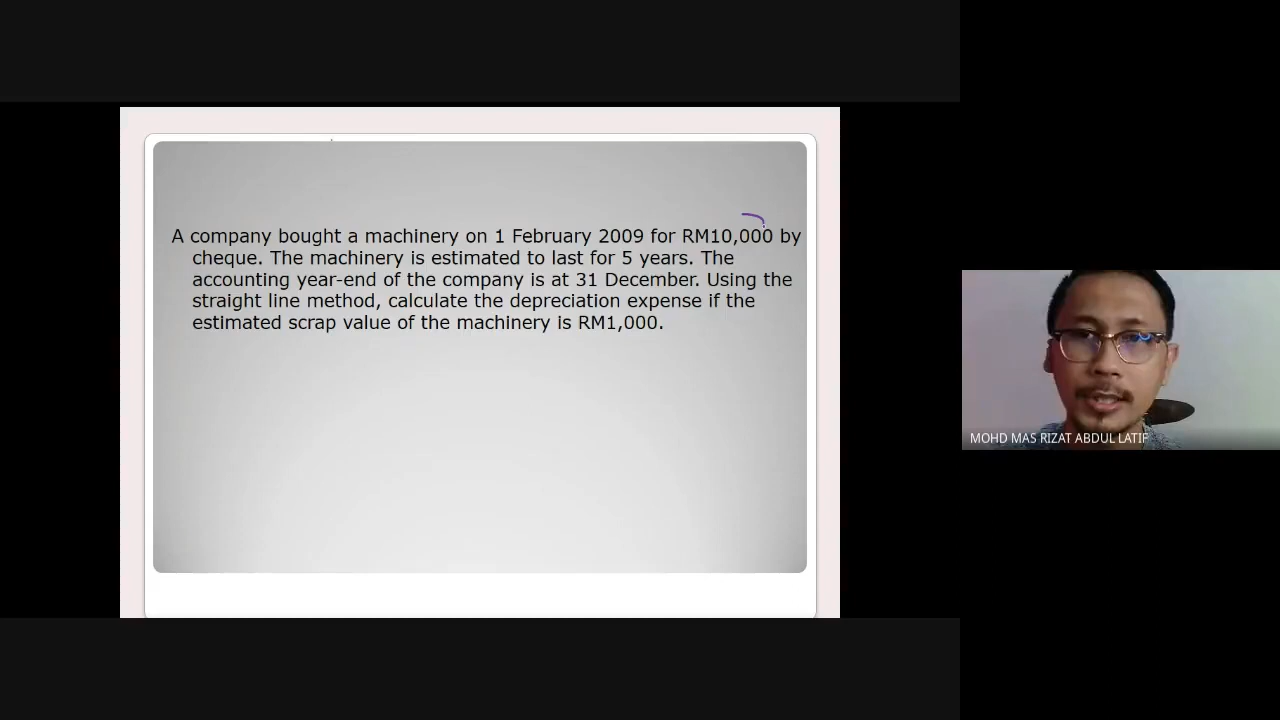 A company bought a machinery on 1 February 2009 for RM10,000 by
cheque. The machinery is estimated to last for 5 years. The
accounting year-end of the company is at 31 December. Using the
straight line method, calculate the depreciation expense if the
estimated scrap value of the machinery is RM1,000.
MOHD MAS RIZAT ABDUL LATIF